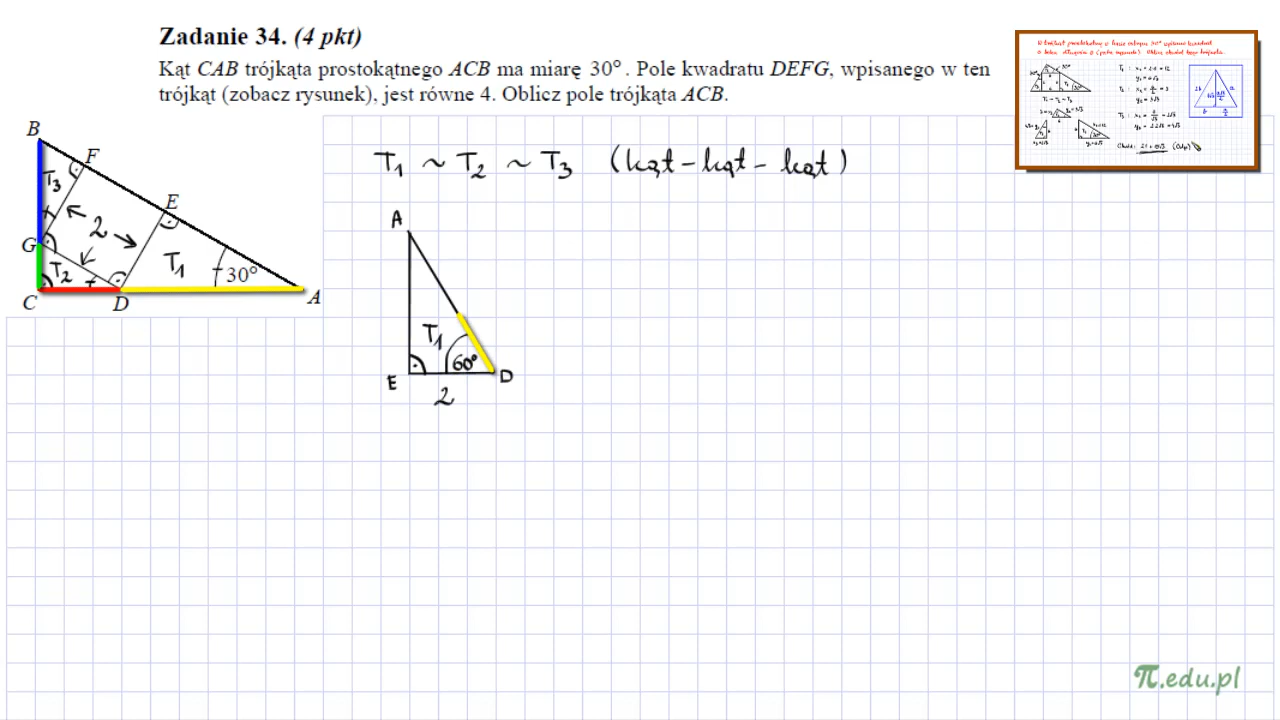 Zadanie 34. (4 pkt)
Kąt CAB trójkąta prostokątnego ACB ma miarę 30°. Pole kwadratu DEFG, wpisanego w ten
trójkąt (zobacz rysunek), jest równe 4. Oblicz pole trójkąta ACB.
T₁ ~ T₂ ~ T₃ (kąt - kąt - kąt)
B
F
T₃
E
2
G
T₂
T₁
30°
C
D
A
A
T₁
60°
E
D
2
π.edu.pl